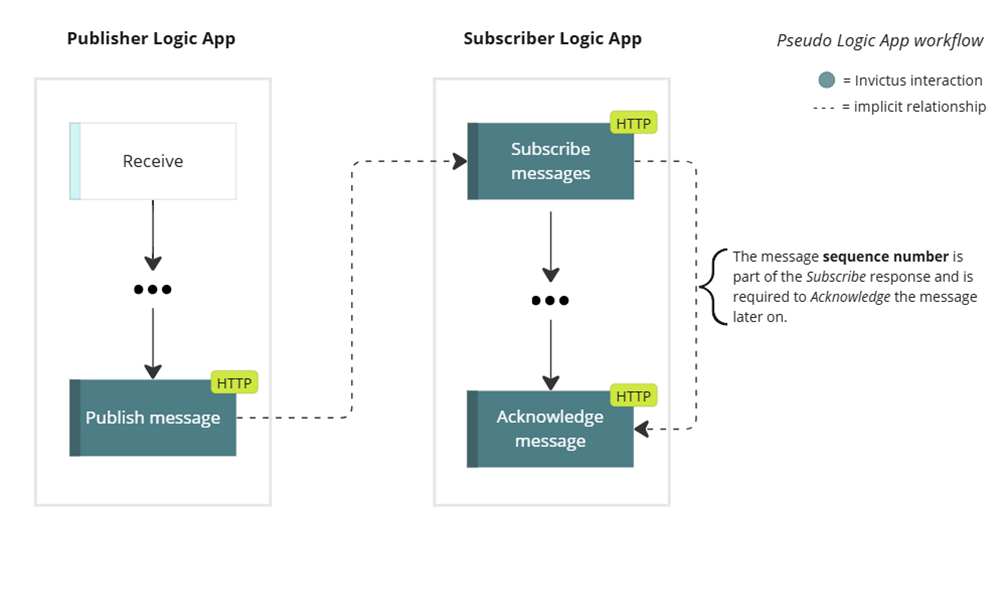 Publisher Logic App
Receive
HTTP
Publish message
Subscriber Logic App
HTTP
Subscribe
messages
HTTP
Acknowledge
message
Pseudo Logic App workflow
= Invictus interaction
--- = implicit relationship
The message sequence number is
part of the Subscribe response and is
required to Acknowledge the message
later on.